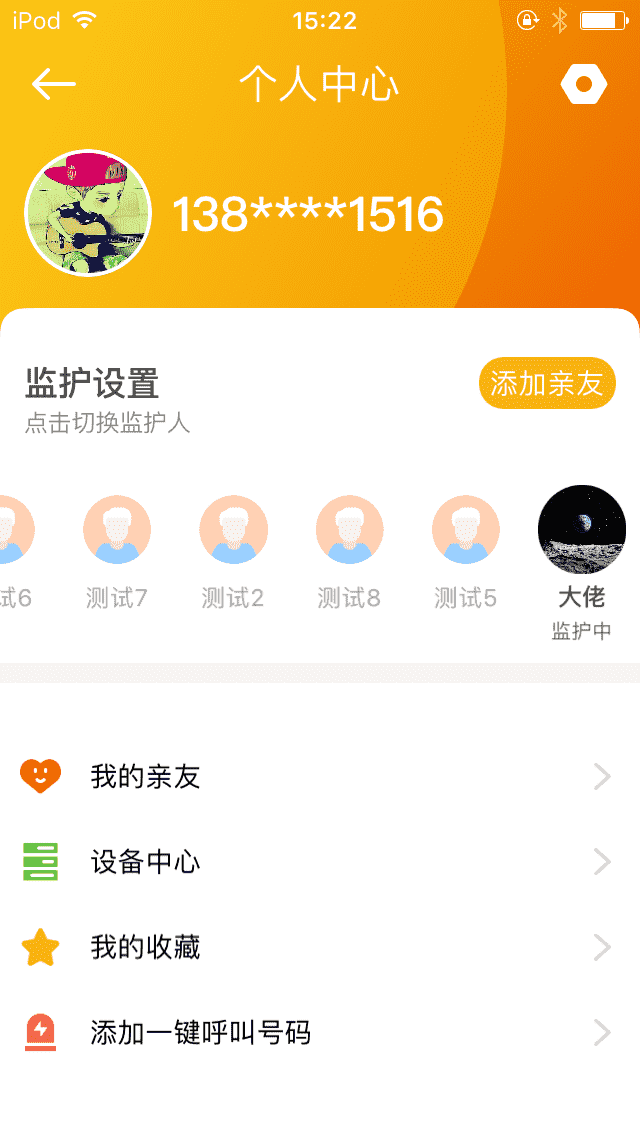 iPod 15:22
个人中心
138****1516
监护设置
添加亲友
点击切换监护人
试6 测试7 测试2 测试8 测试5 大佬
监护中
我的亲友
设备中心
我的收藏
添加一键呼叫号码